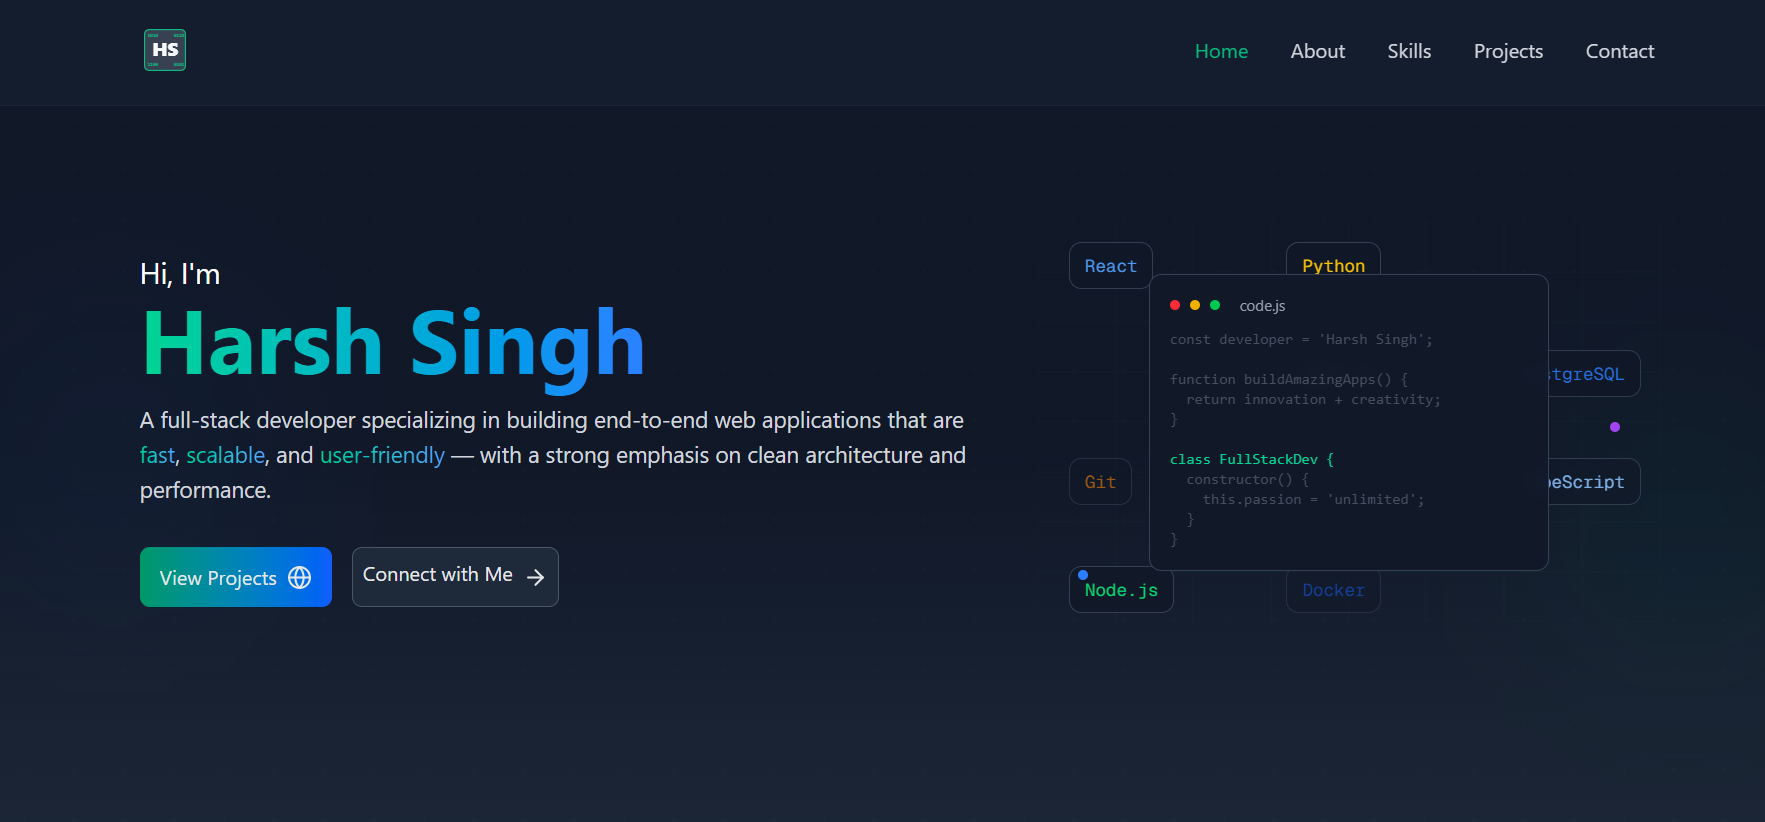 HS
Home About Skills Projects Contact
Hi, I'm
Harsh Singh
A full-stack developer specializing in building end-to-end web applications that are
fast, scalable, and user-friendly — with a strong emphasis on clean architecture and
performance.
View Projects
Connect with Me
React
Python
code.js
const developer = 'Harsh Singh';
function buildAmazingApps() {
return innovation + creativity;
}
class FullStackDev {
constructor() {
this.passion = 'unlimited';
}
}
stgreSQL
Git
peScript
Node.js
Docker